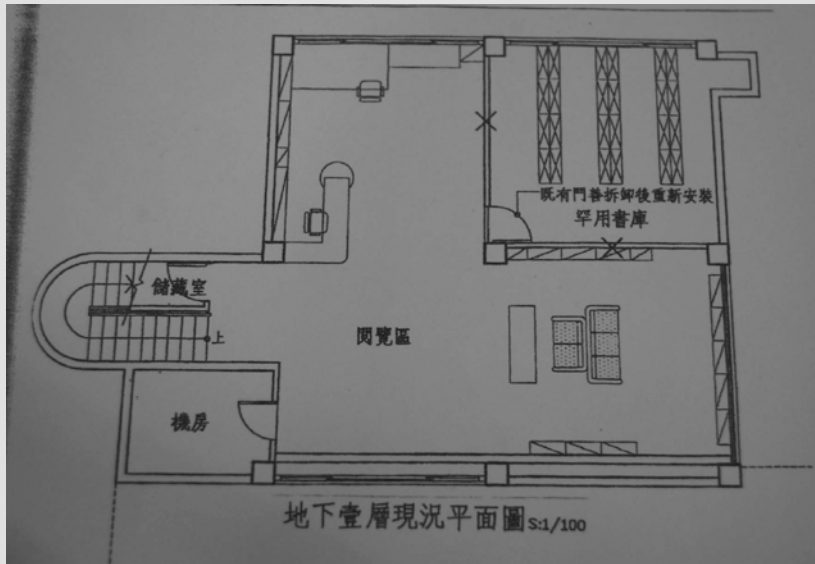 既有門善拆卸後重新安裝
罕用書庫
儲藏室
上
閱覽區
機房
地下壹層現況平面圖 S:1/100